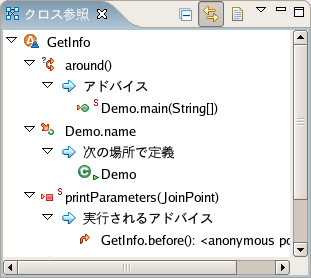 クロス参照
GetInfo
around()
アドバイス
Demo.main(String[])
Demo.name
次の場所で定義
Demo
printParameters(JoinPoint)
実行されるアドバイス
GetInfo.before(): <anonymous po